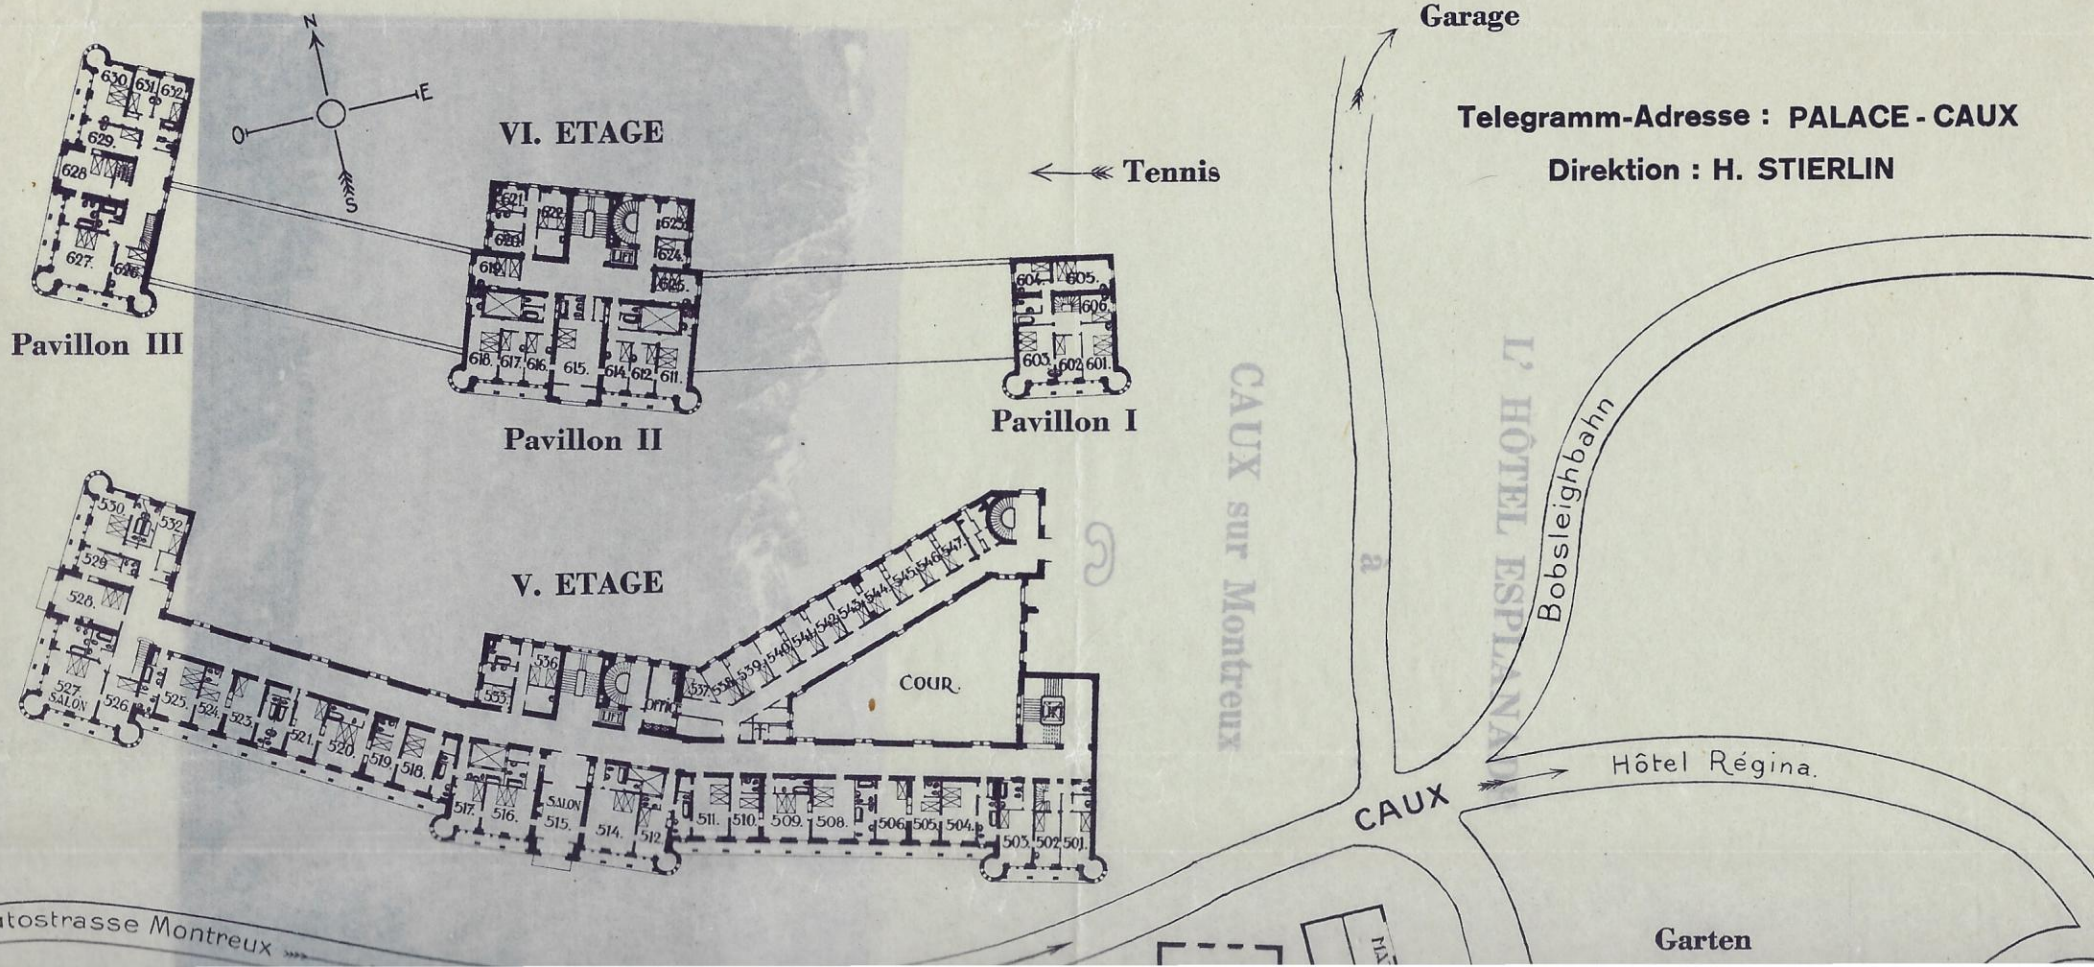 Garage
Telegramm-Adresse : PALACE - CAUX
Direktion : H. STIERLIN
N
E
O
S
VI. ETAGE
Tennis
630.
631.
632.
629.
628
627.
626.
Pavillon III
621.
622.
623.
620.
624.
LIFT
619.
625.
618.
617.
616.
615.
614.
612.
611.
Pavillon II
604.
605.
606.
603.
602
601.
Pavillon I
V. ETAGE
530.
532.
529.
528.
527.
SALON
526.
525.
524.
523.
521.
520.
519.
518.
517.
516.
SALON
515.
514.
512.
511.
510.
509.
508.
506.
505.
504.
503.
502.
501.
533.
536
LIFT
537.
538.
539.
540.
541.
542.
543.
544.
545.
546.
547.
COUR.
LIFT
CAUX sur Montreux
à
L' HÔTEL ESPLANADE
Bobsleighbahn
Hôtel Régina.
CAUX
tostrasse Montreux
Garten